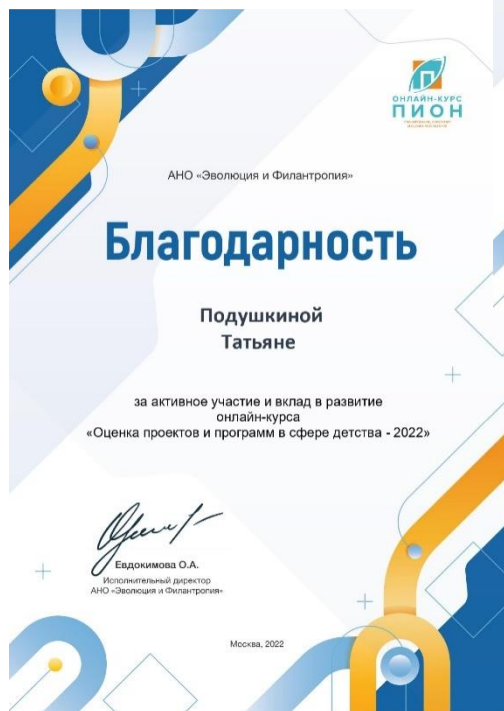 ОНЛАЙН-КУРС
ПИОН
АНО «Эволюция и Филантропия»
Благодарность
Подушкиной
Татьяне
за активное участие и вклад в развитие
онлайн-курса
«Оценка проектов и программ в сфере детства - 2022»
Евдокимова О.А.
Исполнительный директор
АНО «Эволюция и Филантропия»
Москва, 2022